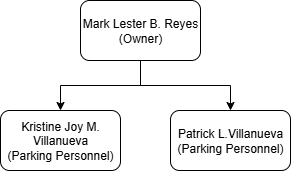 Mark Lester B. Reyes
(Owner)
Kristine Joy M.
Villanueva
(Parking Personnel)
Patrick L.Villanueva
(Parking Personnel)